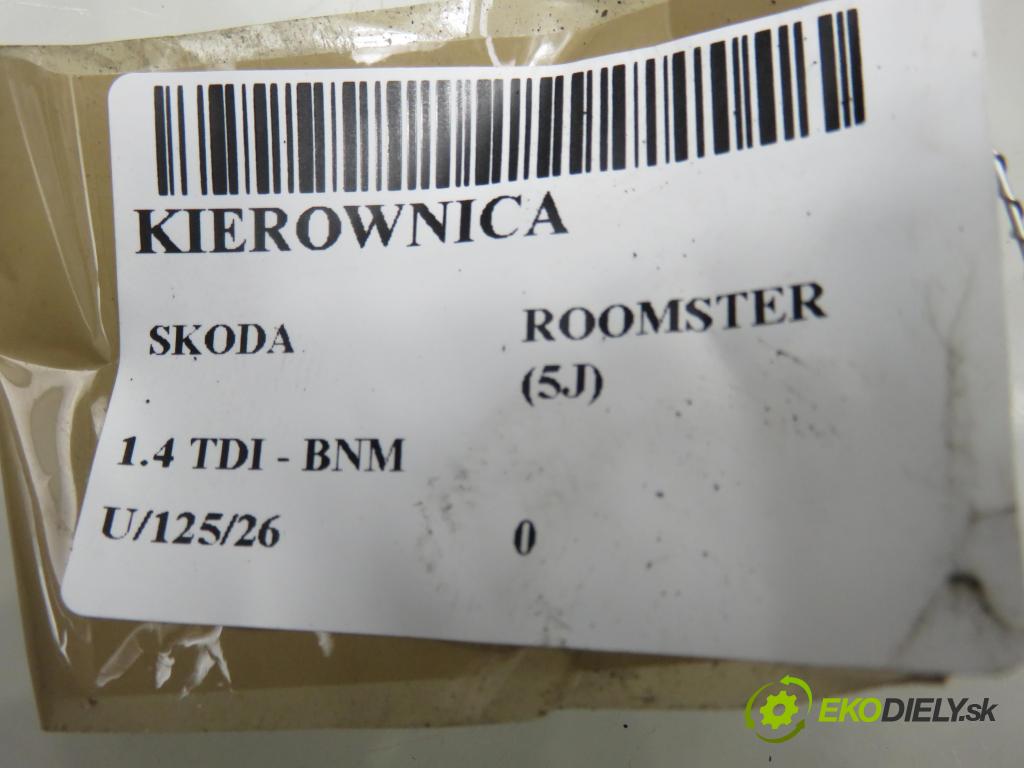 KIEROWNICA
SKODA
ROOMSTER
(5J)
1.4 TDI - BNM
U/125/26
0
EKODIELY.sk